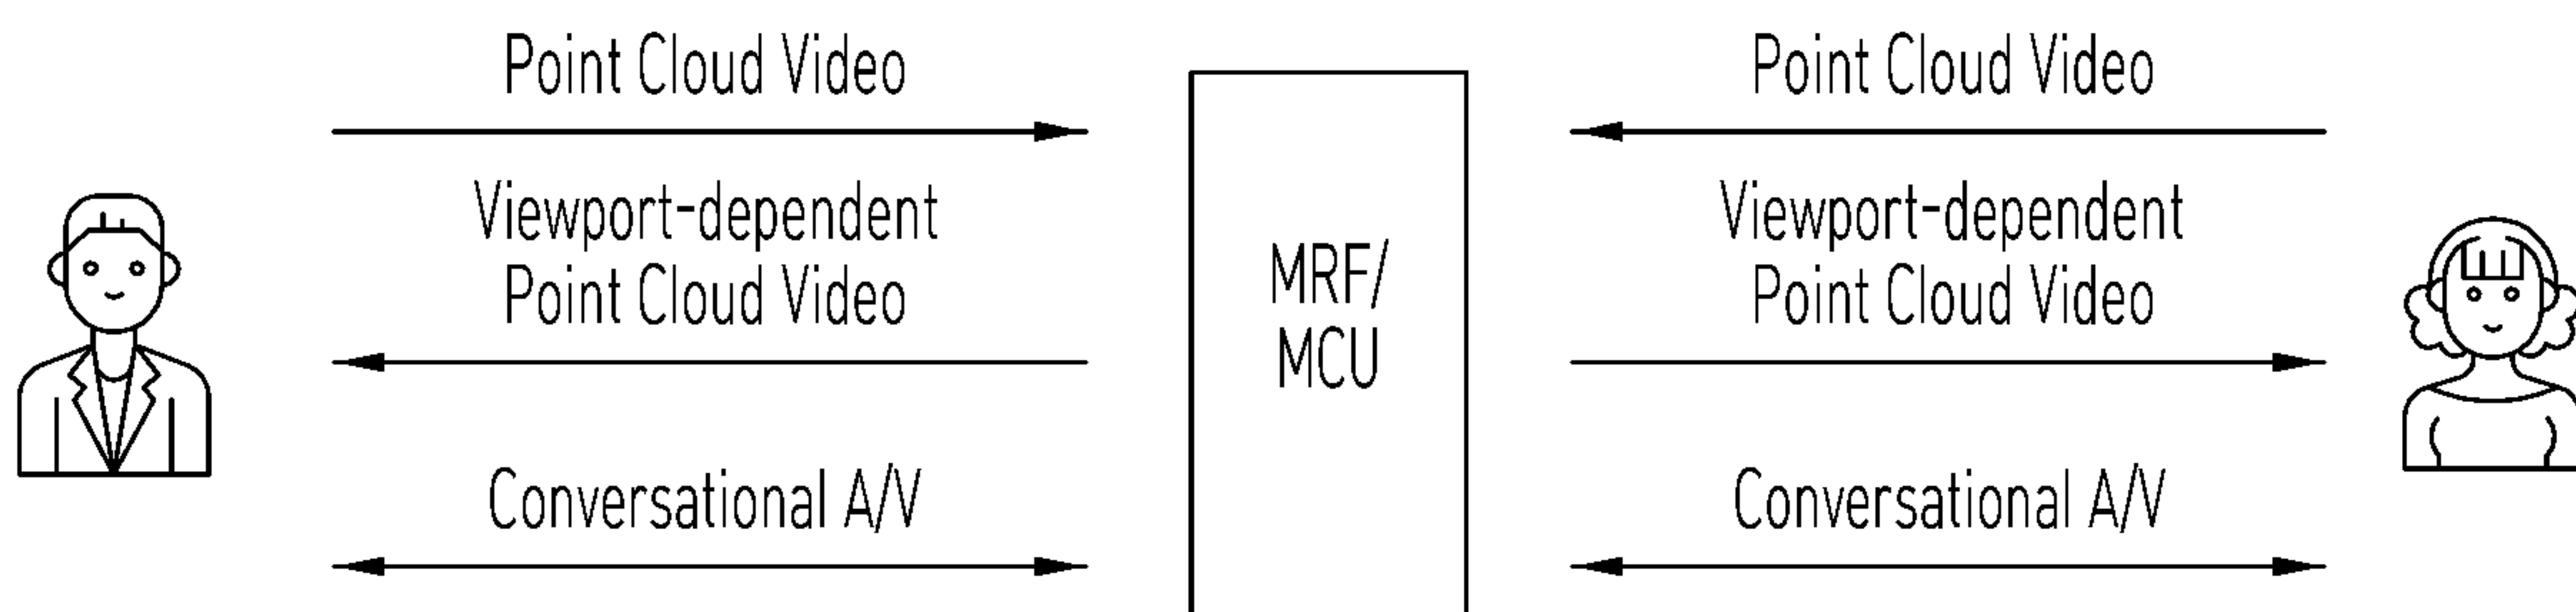 Point Cloud Video
Viewport-dependent
Point Cloud Video
Conversational A/V
MRF/
MCU
Point Cloud Video
Viewport-dependent
Point Cloud Video
Conversational A/V